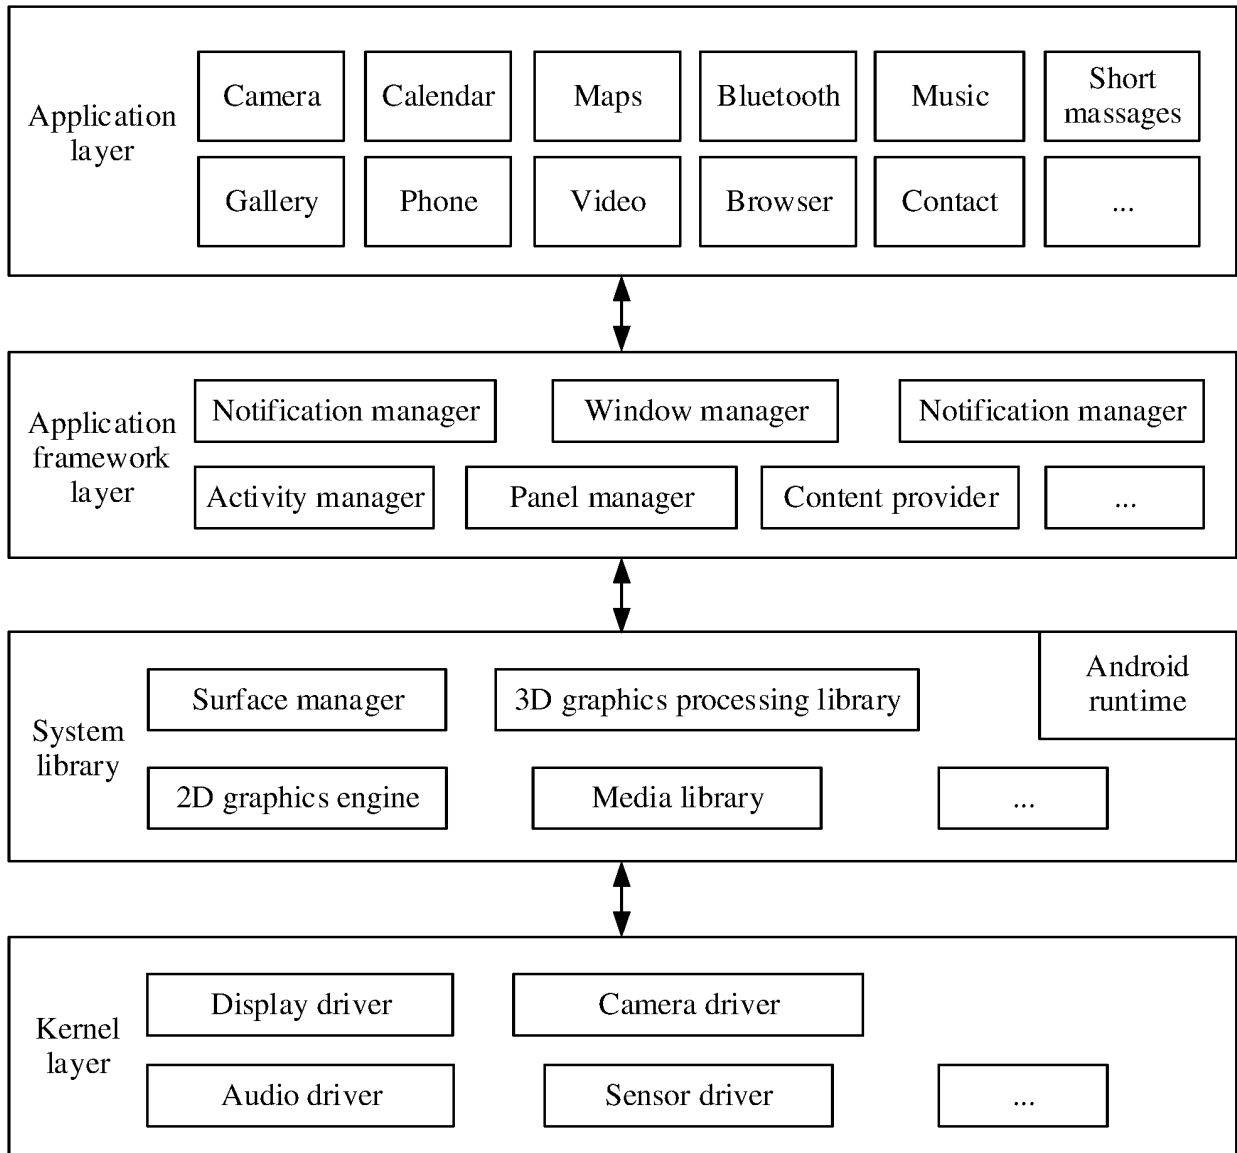 Application
layer
Camera
Calendar
Maps
Bluetooth
Music
Short
massages
Gallery
Phone
Video
Browser
Contact
...
Application
framework
layer
Notification manager
Window manager
Notification manager
Activity manager
Panel manager
Content provider
...
System
library
Surface manager
3D graphics processing library
Android
runtime
2D graphics engine
Media library
...
Kernel
layer
Display driver
Camera driver
Audio driver
Sensor driver
...